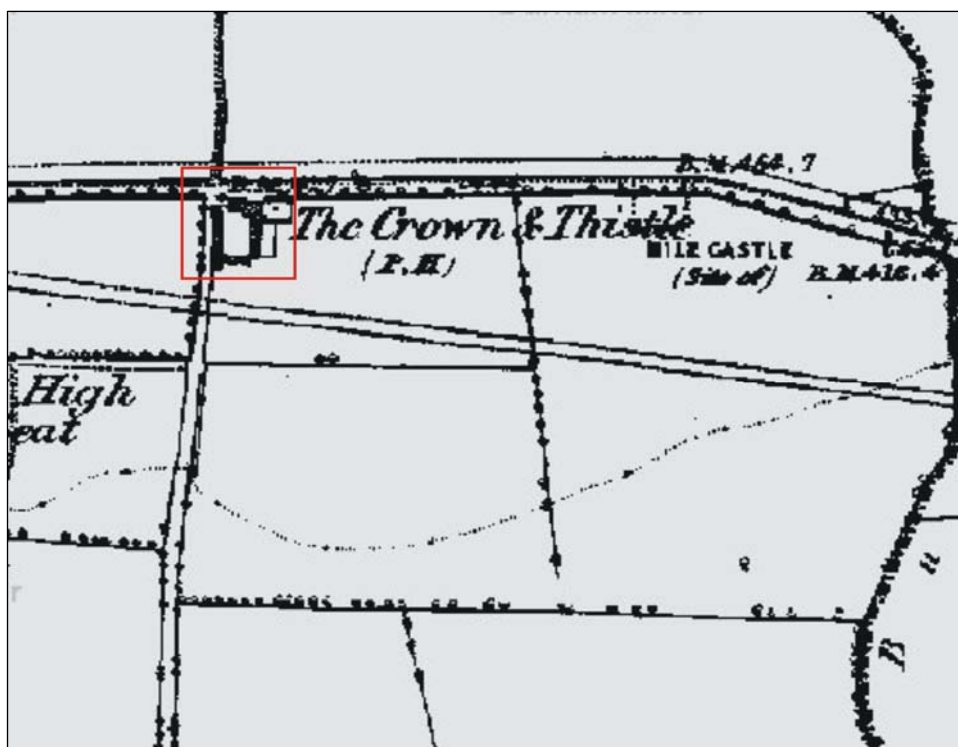 B.M.464.7
The Crown & Thistle
(P.H)
MILE CASTLE
(Site of)
B.M.416.4
High
eat
B
u